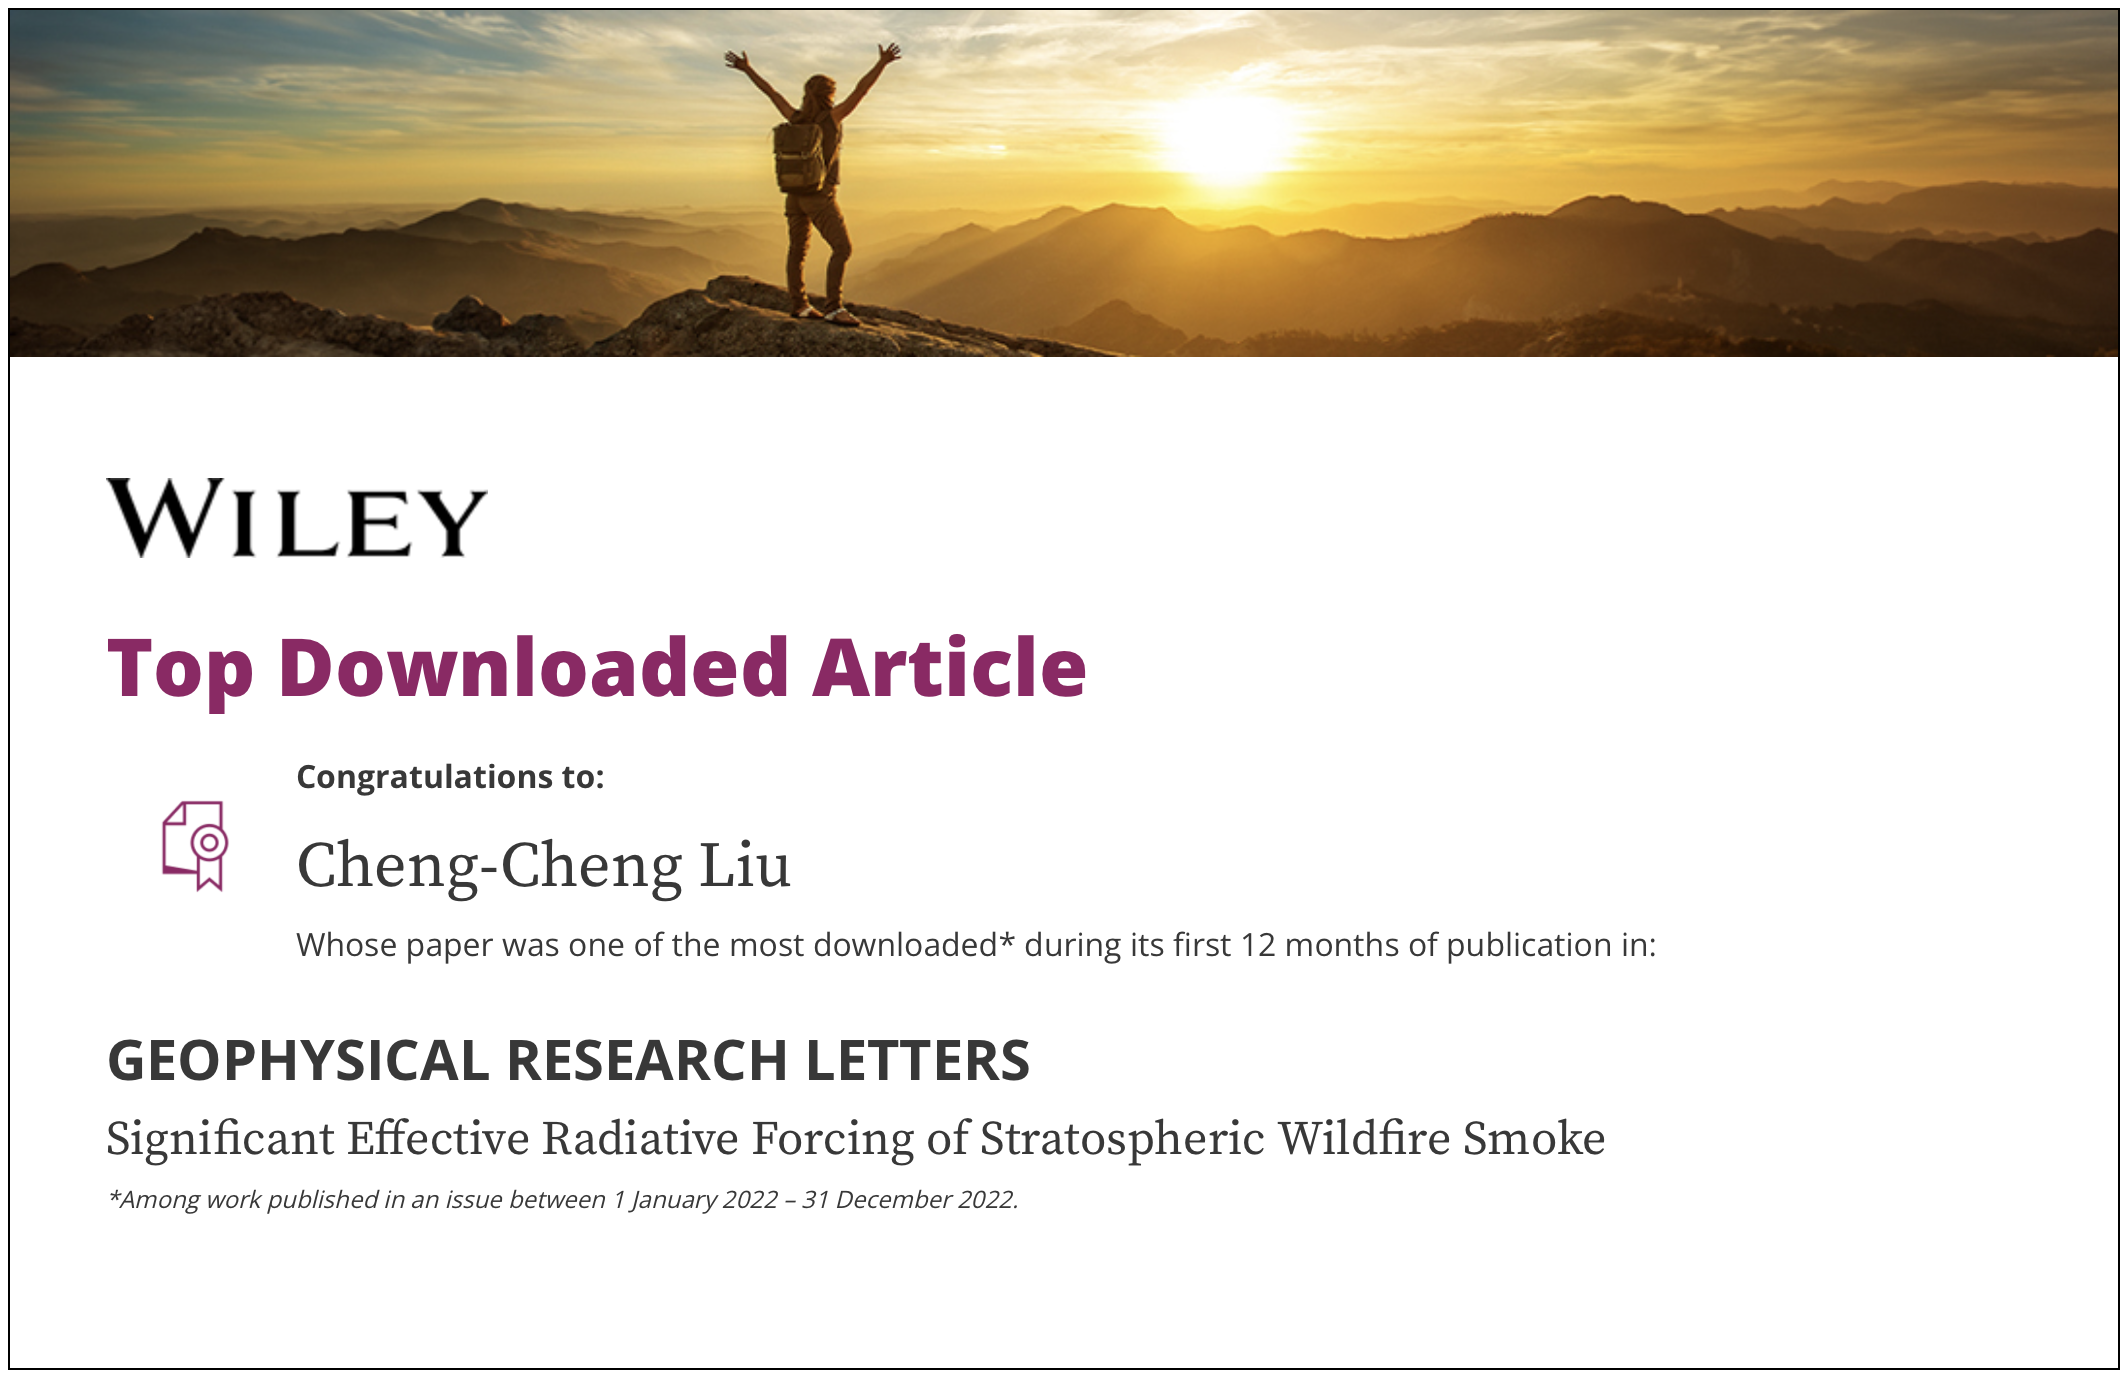 WILEY
Top Downloaded Article
Congratulations to:
Cheng-Cheng Liu
Whose paper was one of the most downloaded* during its first 12 months of publication in:
GEOPHYSICAL RESEARCH LETTERS
Significant Effective Radiative Forcing of Stratospheric Wildfire Smoke
*Among work published in an issue between 1 January 2022 – 31 December 2022.